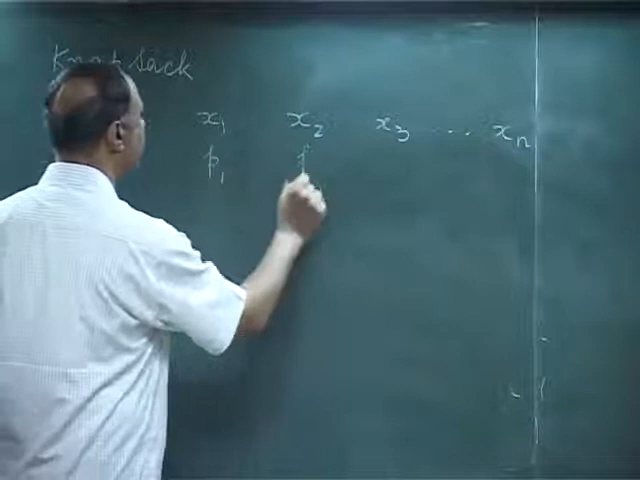 Knapsack
x₁ x₂ x₃ ... xₙ
p₁ p